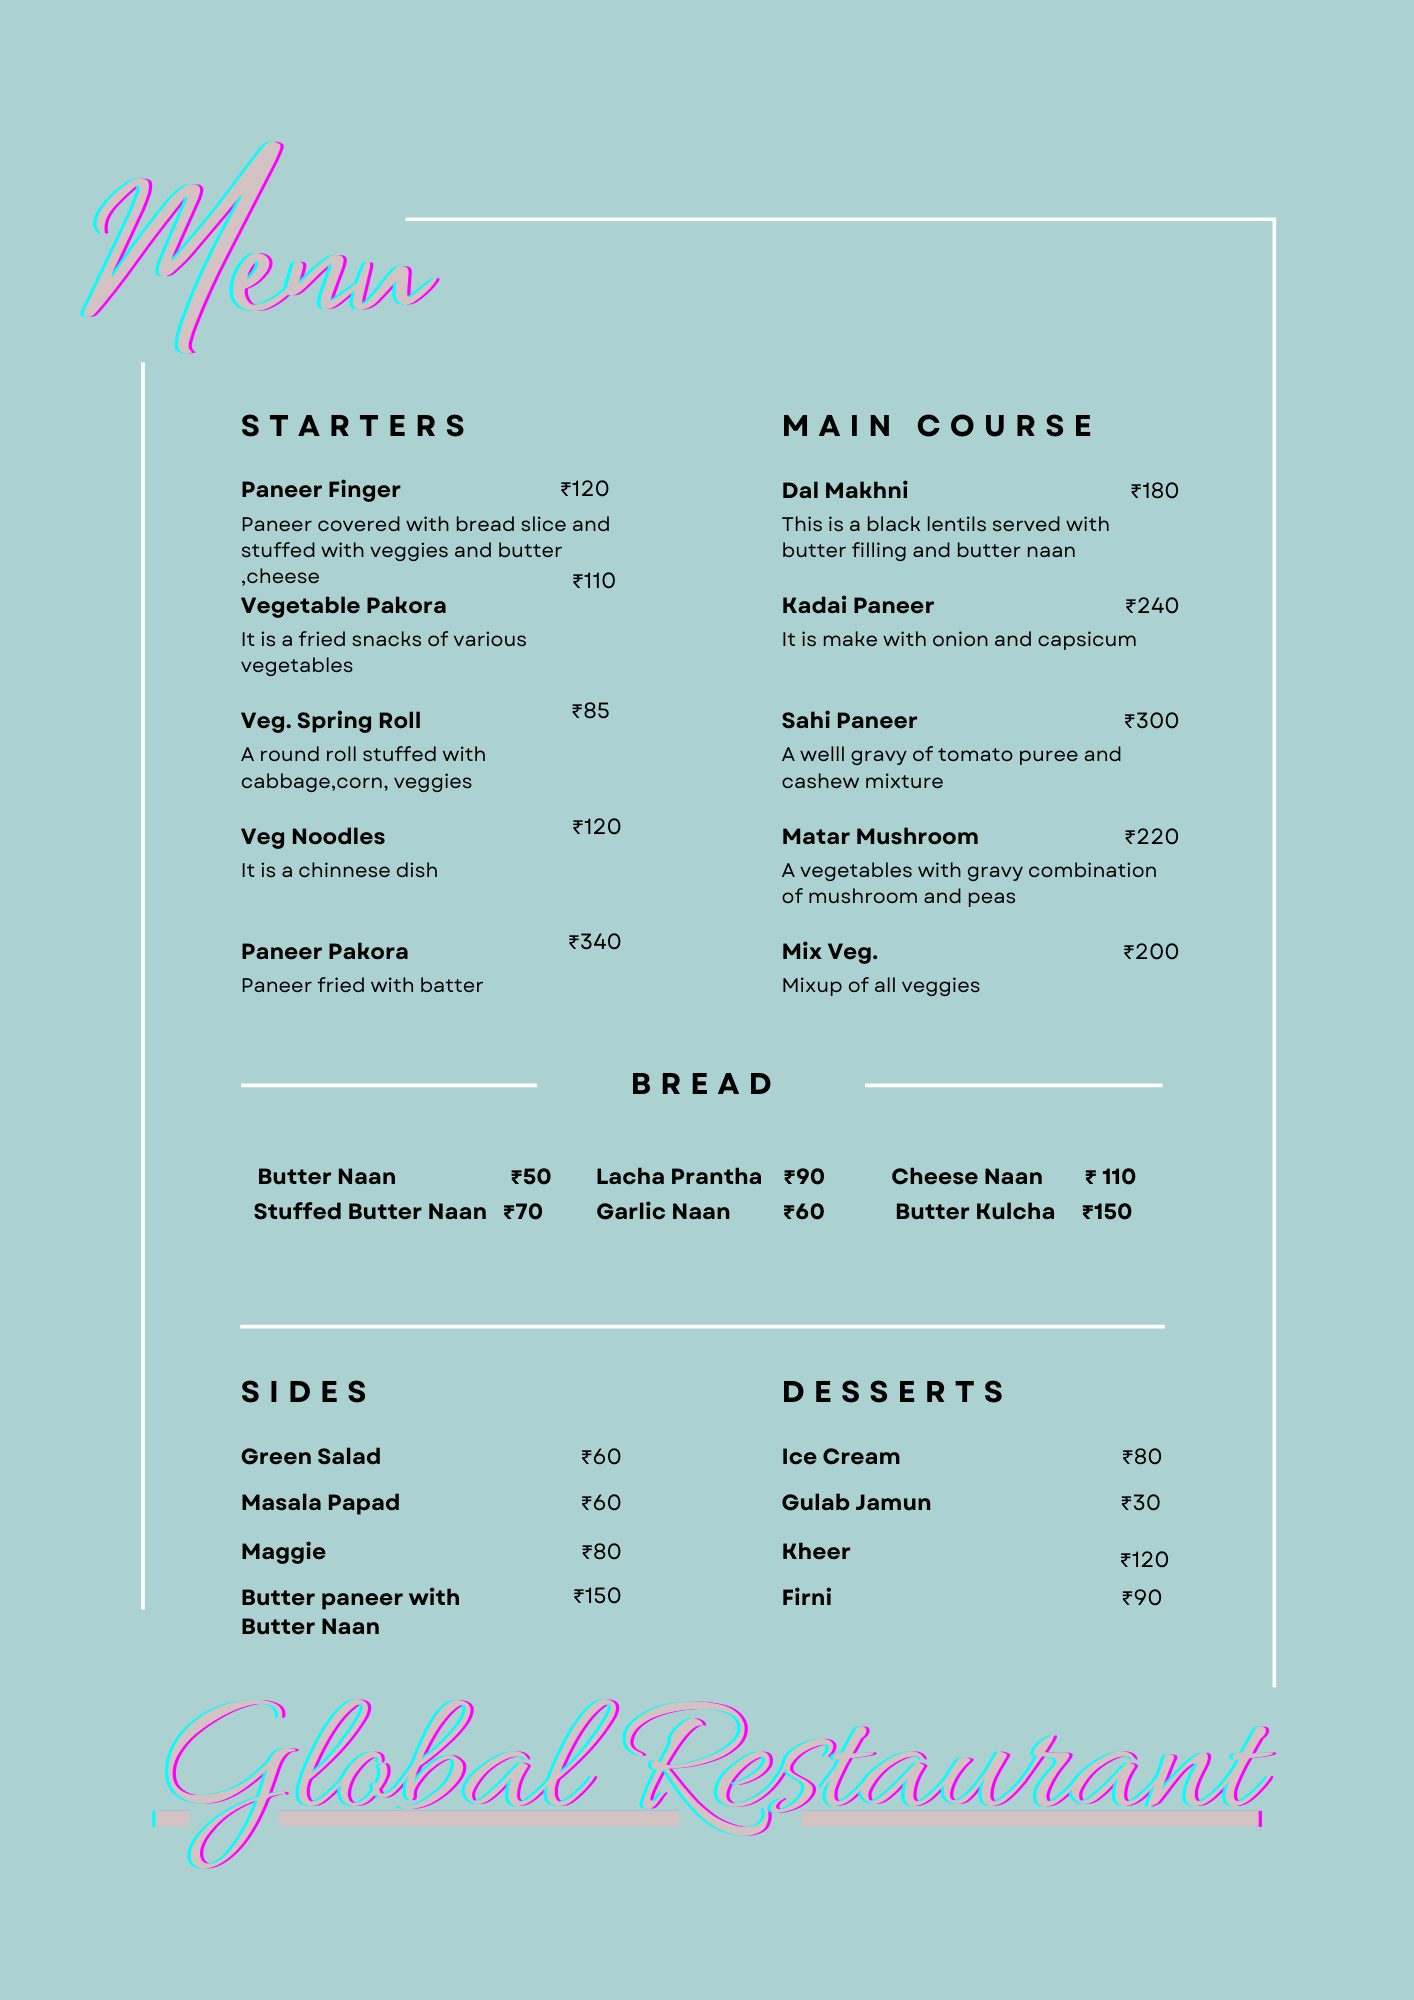 Menu
STARTERS
Paneer Finger ₹120
Paneer covered with bread slice and
stuffed with veggies and butter
,cheese
Vegetable Pakora ₹110
It is a fried snacks of various
vegetables
Veg. Spring Roll ₹85
A round roll stuffed with
cabbage,corn, veggies
Veg Noodles ₹120
It is a chinnese dish
Paneer Pakora ₹340
Paneer fried with batter
MAIN COURSE
Dal Makhni ₹180
This is a black lentils served with
butter filling and butter naan
Kadai Paneer ₹240
It is make with onion and capsicum
Sahi Paneer ₹300
A welll gravy of tomato puree and
cashew mixture
Matar Mushroom ₹220
A vegetables with gravy combination
of mushroom and peas
Mix Veg. ₹200
Mixup of all veggies
BREAD
Butter Naan ₹50 Lacha Prantha ₹90 Cheese Naan ₹ 110
Stuffed Butter Naan ₹70 Garlic Naan ₹60 Butter Kulcha ₹150
SIDES
Green Salad ₹60
Masala Papad ₹60
Maggie ₹80
Butter paneer with ₹150
Butter Naan
DESSERTS
Ice Cream ₹80
Gulab Jamun ₹30
Kheer ₹120
Firni ₹90
Global Restaurant